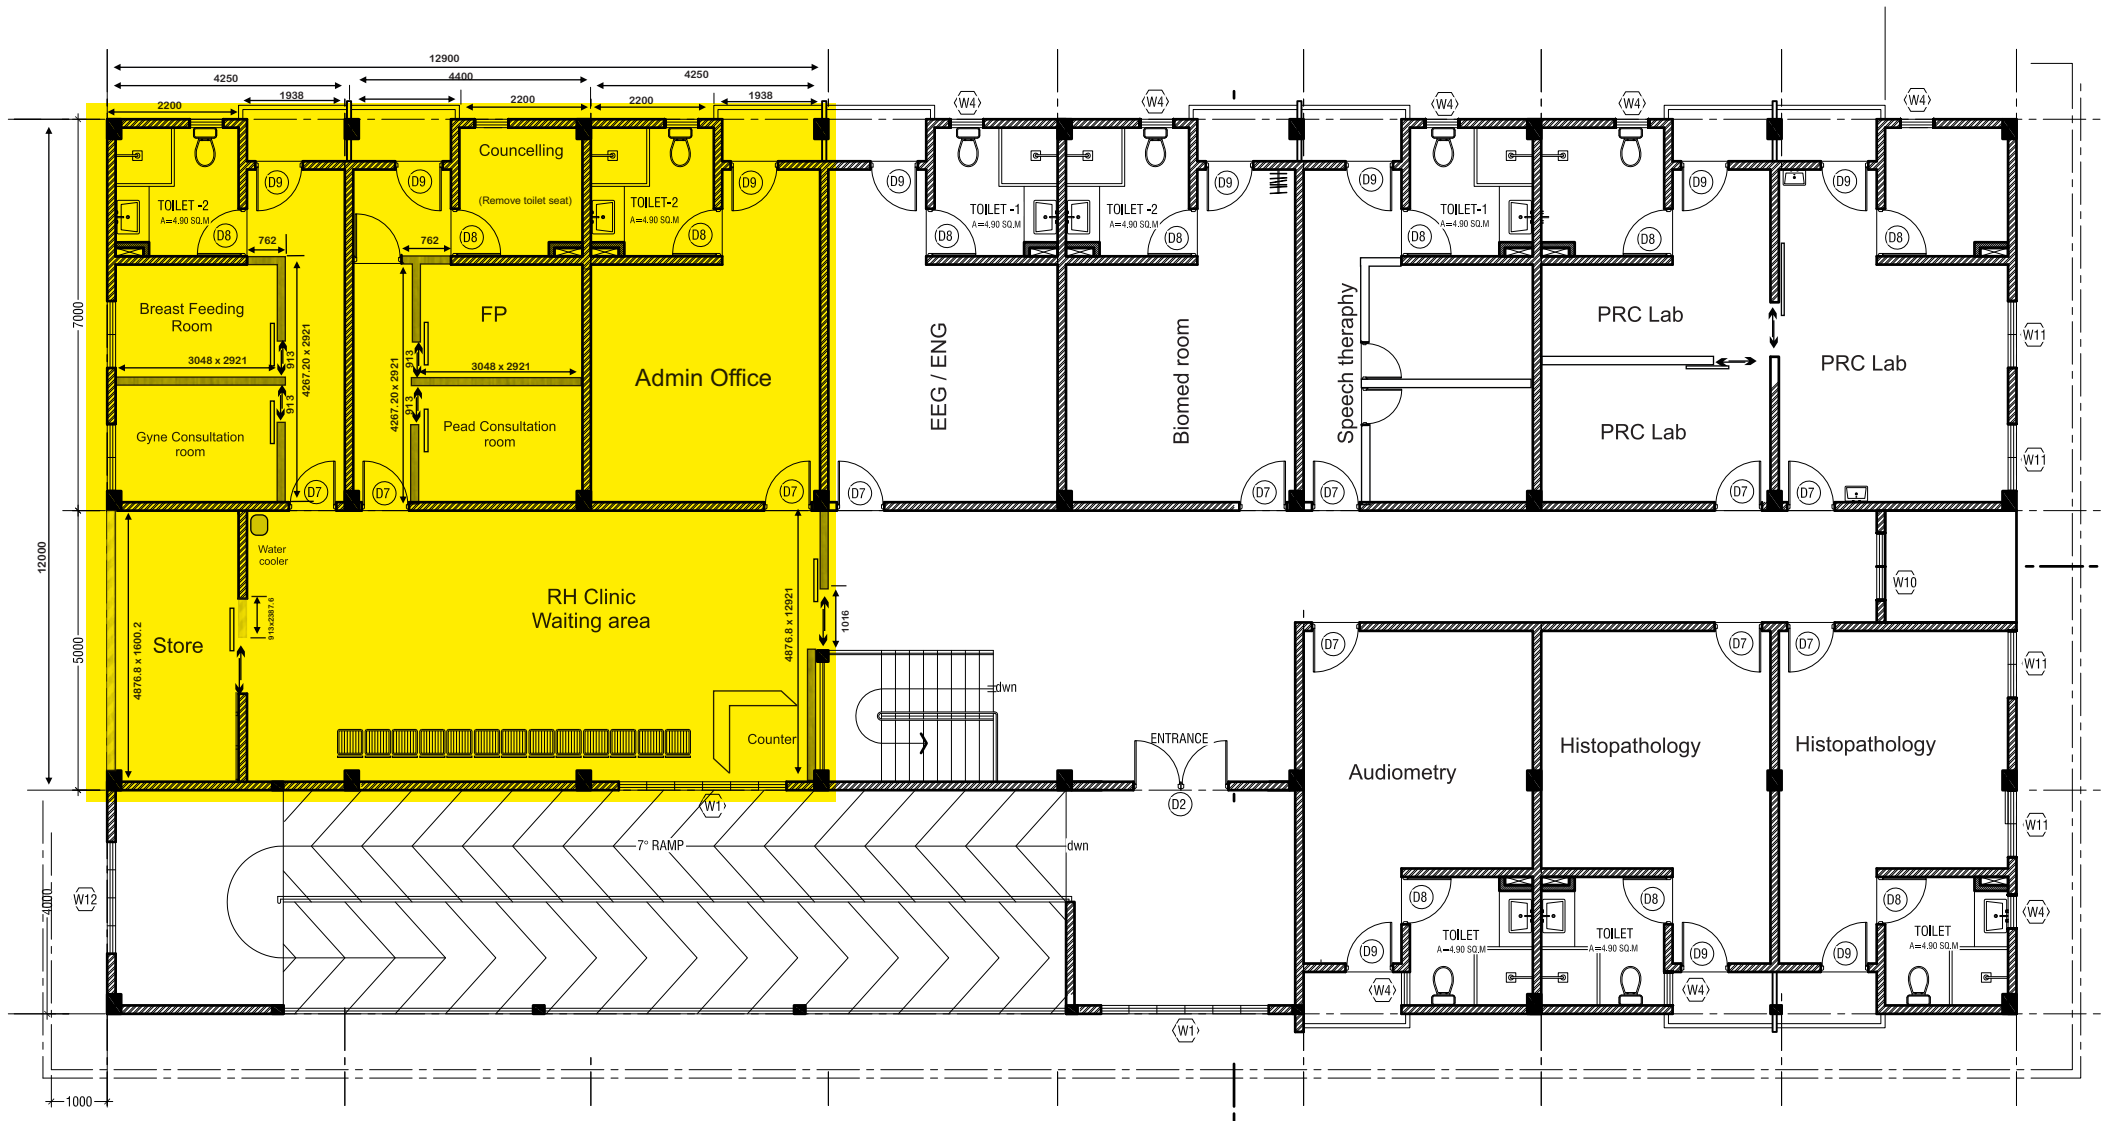 12900
4250
4400
4250
1938
1938
2200
2200
2200
W4
W4
W4
W4
W4
Councelling
(Remove toilet seat)
D9
D9
D9
D9
D9
D9
D9
D9
TOILET -2
A=4.90 SQ.M
TOILET-2
A=4.90 SQ.M
TOILET -1
A=4.90 SQ.M
TOILET -2
A=4.90 SQ.M
TOILET-1
A=4.90 SQ.M
D8
D8
D8
D8
D8
D8
D8
D8
762
762
7000
12000
5000
4000
1000
Breast Feeding
Room
3048 x 2921
913
913
4267.20 x 2921
Gyne Consultation
room
FP
3048 x 2921
913
913
4267.20 x 2921
Pead Consultation
room
Admin Office
EEG / ENG
Biomed room
Speech theraphy
PRC Lab
PRC Lab
PRC Lab
W11
W11
D7
D7
D7
D7
D7
D7
D7
D7
Water
cooler
913x2387.6
Store
4876.8 x 1600.2
RH Clinic
Waiting area
4876.8 x 12921
1016
Counter
dwn
W10
D7
D7
D7
W11
ENTRANCE
D2
Audiometry
Histopathology
Histopathology
W1
7° RAMP
dwn
W11
W12
D8
D8
D8
W4
TOILET
A=4.90 SQ.M
TOILET
A=4.90 SQ.M
TOILET
A=4.90 SQ.M
D9
D9
D9
W4
W4
W1